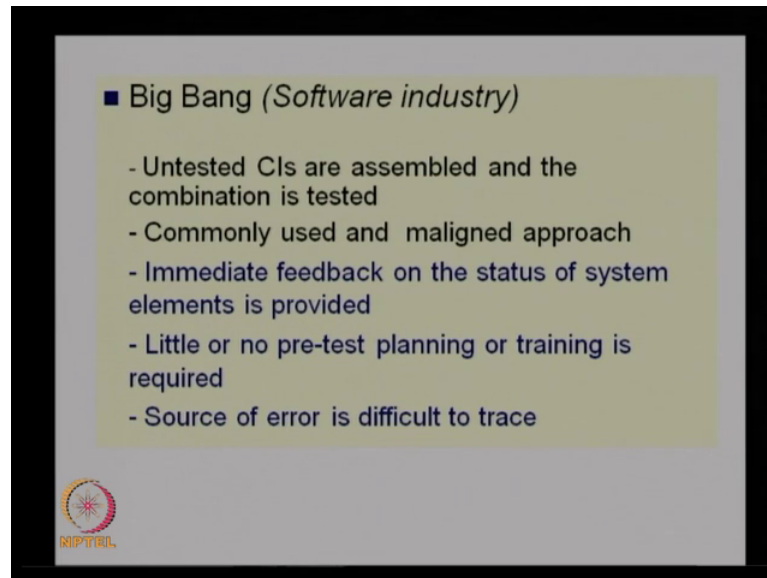 ■ Big Bang (Software industry)
- Untested CIs are assembled and the
combination is tested
- Commonly used and maligned approach
- Immediate feedback on the status of system
elements is provided
- Little or no pre-test planning or training is
required
- Source of error is difficult to trace
NPTEL